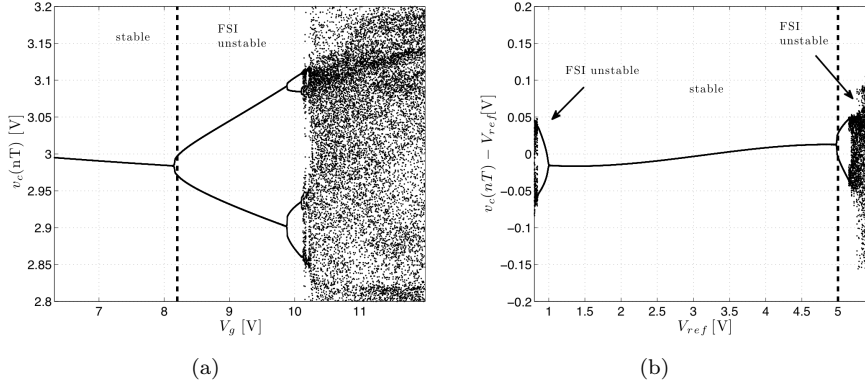 3.2
3.15
3.1
3.05
3
2.95
2.9
2.85
2.8
v_c(nT) [V]
stable
FSI
unstable
7
8
9
10
11
V_g [V]
(a)
0.2
0.15
0.1
0.05
0
−0.05
−0.1
−0.15
−0.2
v_c(nT) − V_ref[V]
FSI unstable
stable
FSI
unstable
1
1.5
2
2.5
3
3.5
4
4.5
5
V_ref [V]
(b)